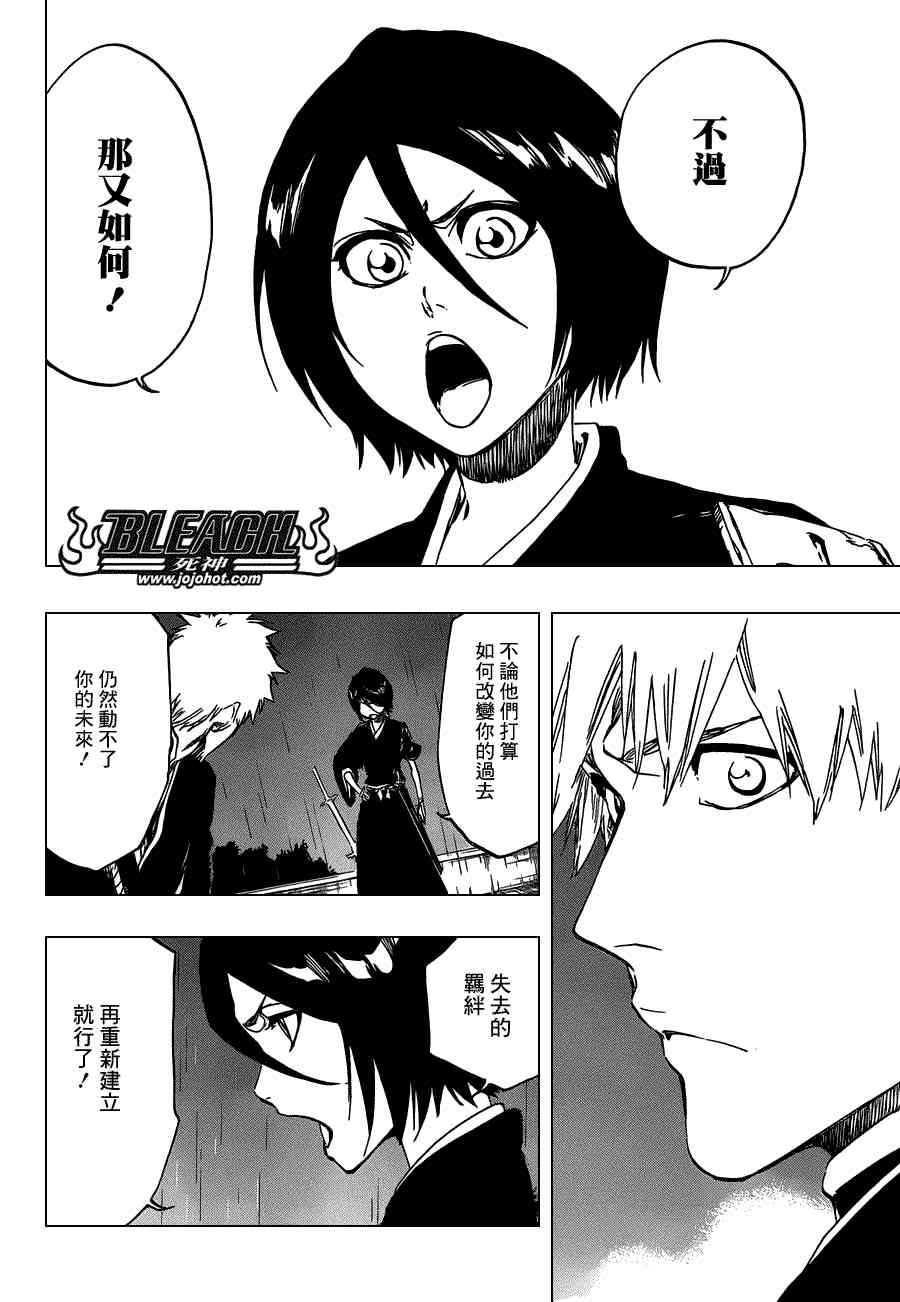 不過
那又如何！
BLEACH
死神
www.jojohot.com
不論他們打算
如何改變你的過去
仍然動不了
你的未來！
失去的
羈絆
再重新建立
就行了！